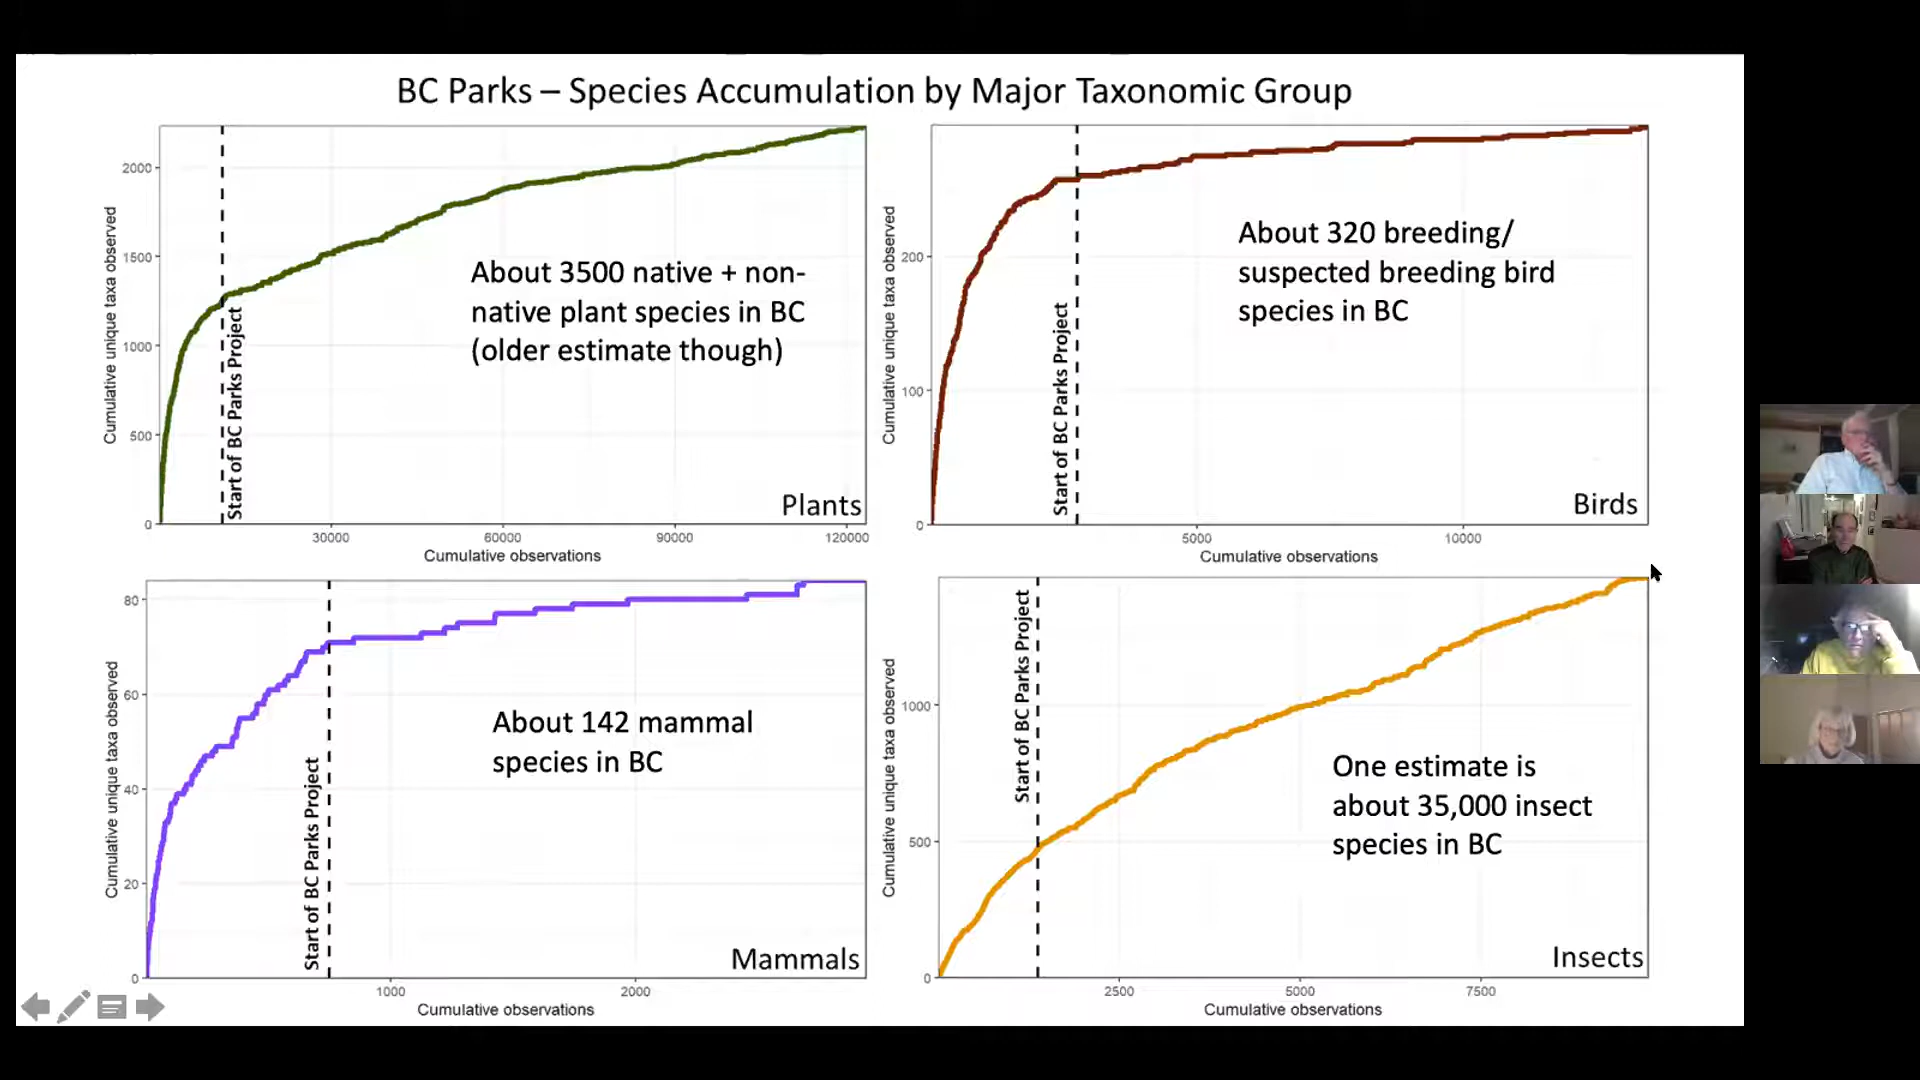 BC Parks – Species Accumulation by Major Taxonomic Group
Cumulative unique taxa observed
2000
1500
1000
500
0
Start of BC Parks Project
About 3500 native + non-
native plant species in BC
(older estimate though)
Plants
30000
60000
90000
120000
Cumulative observations
Cumulative unique taxa observed
200
100
0
Start of BC Parks Project
About 320 breeding/
suspected breeding bird
species in BC
Birds
5000
10000
Cumulative observations
Cumulative unique taxa observed
80
60
40
20
0
Start of BC Parks Project
About 142 mammal
species in BC
Mammals
1000
2000
Cumulative observations
Cumulative unique taxa observed
1000
500
0
Start of BC Parks Project
One estimate is
about 35,000 insect
species in BC
Insects
2500
5000
7500
Cumulative observations